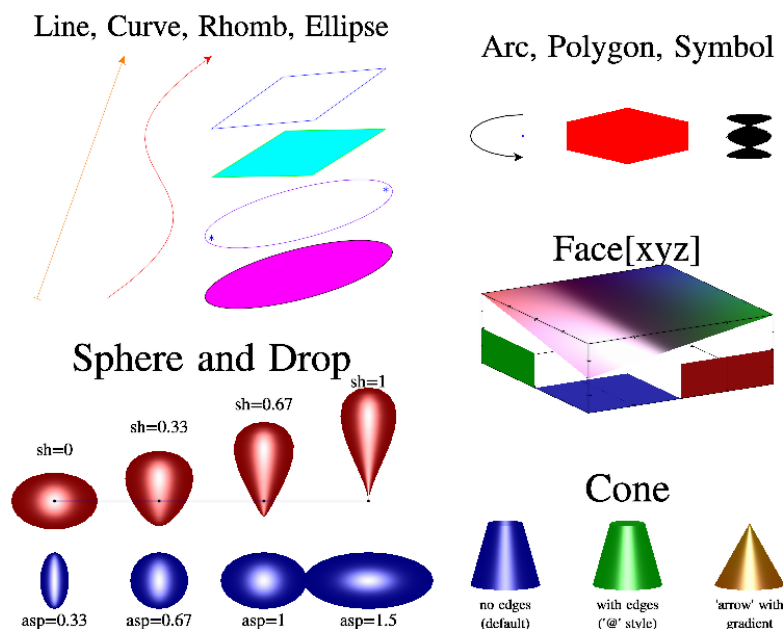 Line, Curve, Rhomb, Ellipse
Arc, Polygon, Symbol
Face[xyz]
Sphere and Drop
sh=0
sh=0.33
sh=0.67
sh=1
asp=0.33
asp=0.67
asp=1
asp=1.5
Cone
no edges
(default)
with edges
('@' style)
'arrow' with
gradient